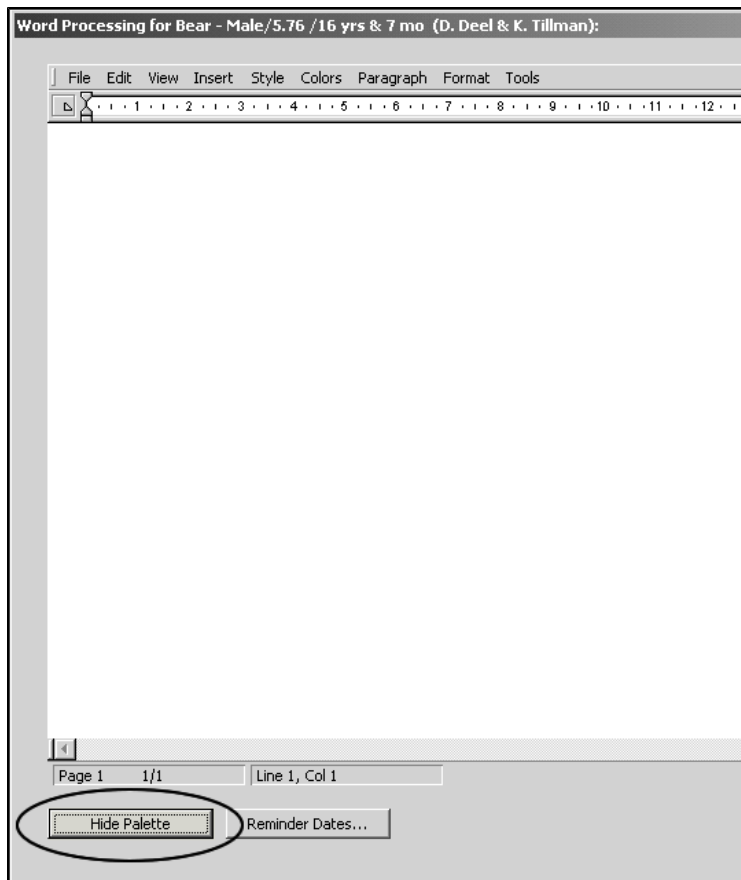 Word Processing for Bear - Male/5.76 /16 yrs & 7 mo (D. Deel & K. Tillman):
File Edit View Insert Style Colors Paragraph Format Tools
1 2 3 4 5 6 7 8 9 10 11 12
Page 1 1/1 Line 1, Col 1
Hide Palette Reminder Dates...